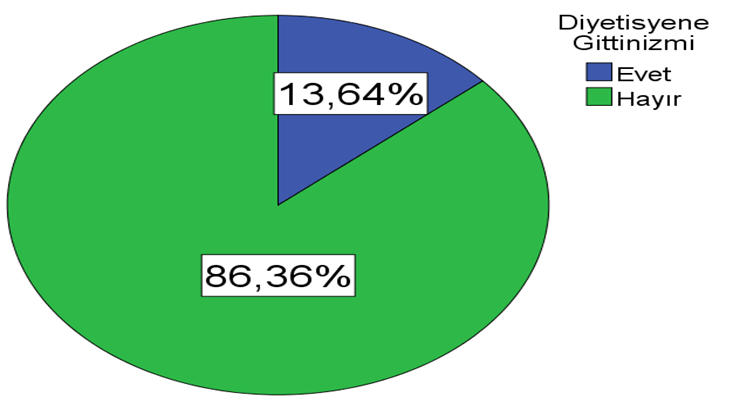 Diyetisyene
Gittinizmi
Evet
Hayır
13,64%
86,36%